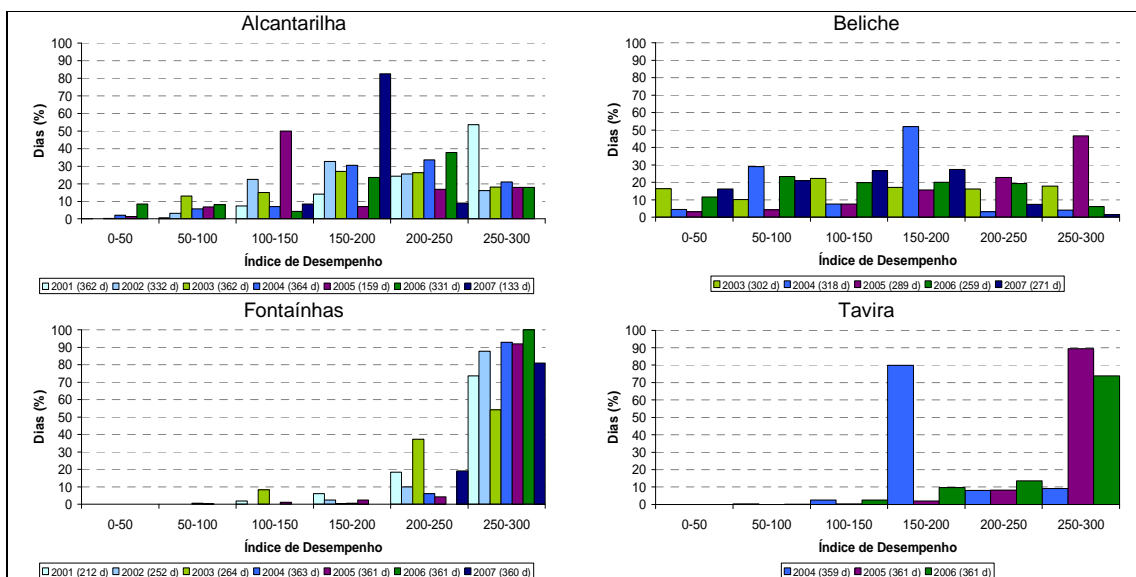 Alcantarilha
100
90
80
70
60
50
40
30
20
10
0
Dias (%)
0-50 50-100 100-150 150-200 200-250 250-300
Índice de Desempenho
2001 (362 d) 2002 (332 d) 2003 (362 d) 2004 (364 d) 2005 (159 d) 2006 (331 d) 2007 (133 d)
Beliche
100
90
80
70
60
50
40
30
20
10
0
Dias (%)
0-50 50-100 100-150 150-200 200-250 250-300
Índice de Desempenho
2003 (302 d) 2004 (318 d) 2005 (289 d) 2006 (259 d) 2007 (271 d)
Fontaínhas
100
90
80
70
60
50
40
30
20
10
0
Dias (%)
0-50 50-100 100-150 150-200 200-250 250-300
Índice de Desempenho
2001 (212 d) 2002 (252 d) 2003 (264 d) 2004 (363 d) 2005 (361 d) 2006 (361 d) 2007 (360 d)
Tavira
100
90
80
70
60
50
40
30
20
10
0
Dias (%)
0-50 50-100 100-150 150-200 200-250 250-300
Índice de Desempenho
2004 (359 d) 2005 (361 d) 2006 (361 d)